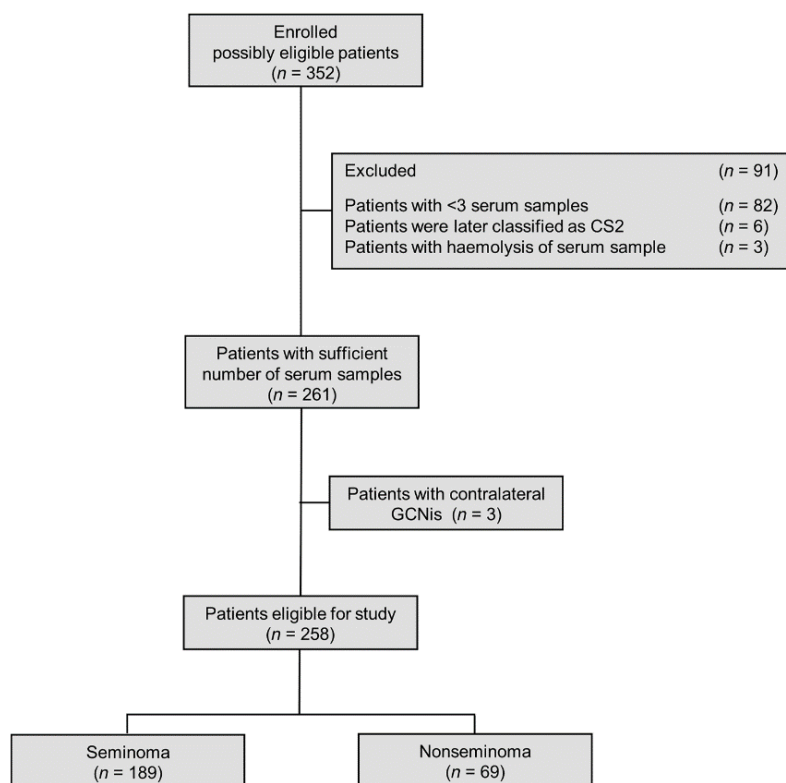 Enrolled
possibly eligible patients
(n = 352)
Excluded (n = 91)
Patients with <3 serum samples (n = 82)
Patients were later classified as CS2 (n = 6)
Patients with haemolysis of serum sample (n = 3)
Patients with sufficient
number of serum samples
(n = 261)
Patients with contralateral
GCNis (n = 3)
Patients eligible for study
(n = 258)
Seminoma
(n = 189)
Nonseminoma
(n = 69)